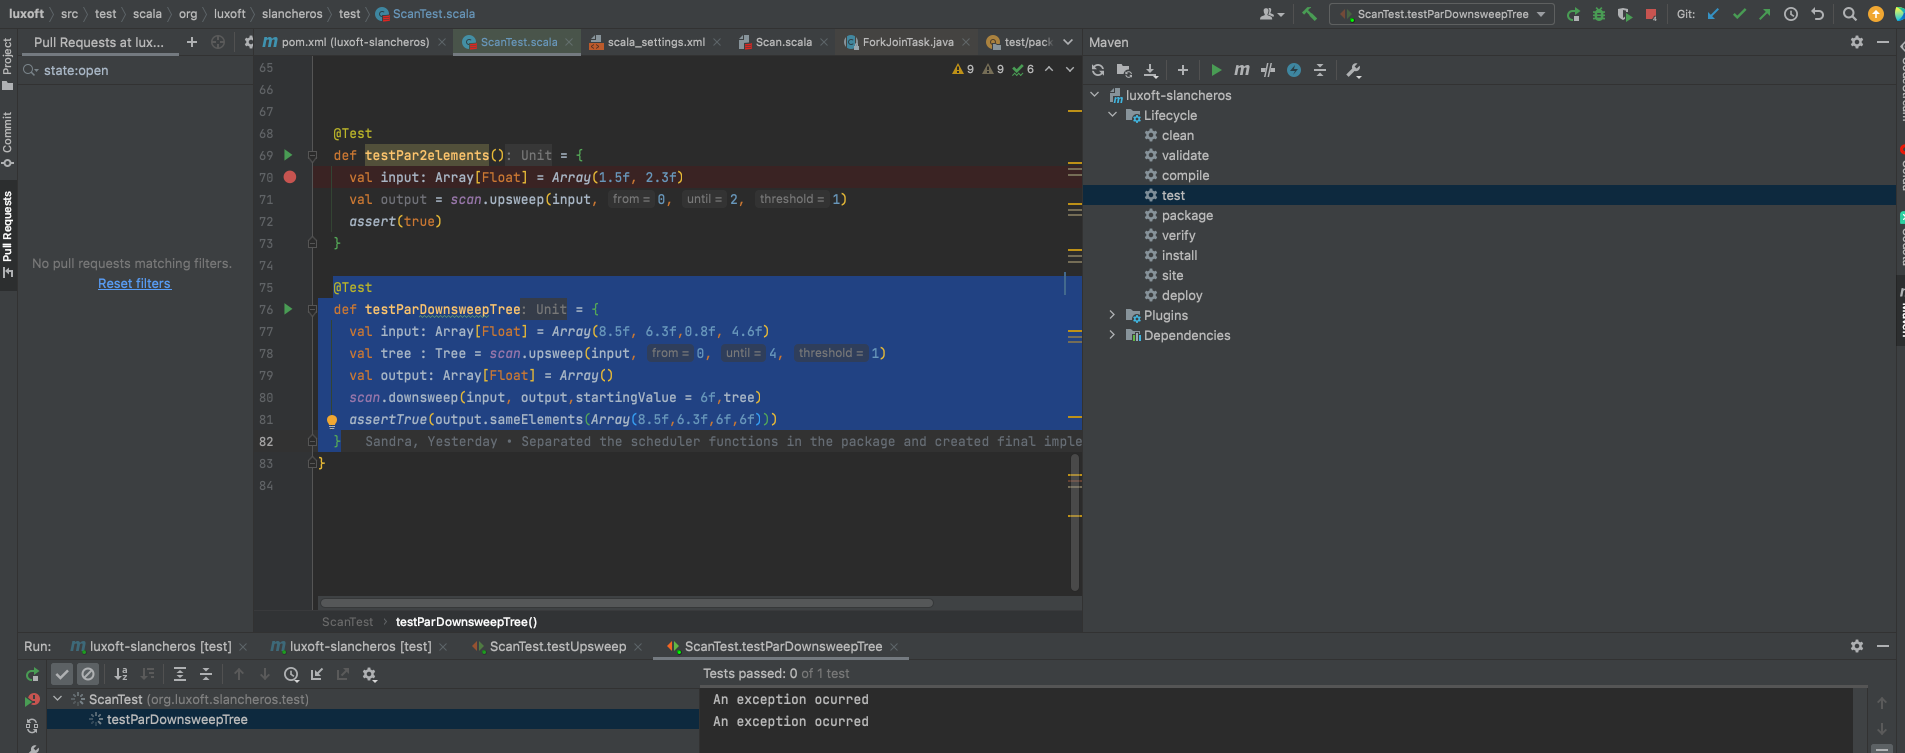 luxoft src test scala org luxoft slancheros test ScanTest.scala
ScanTest.testParDownsweepTree Git:
Pull Requests at lux...
pom.xml (luxoft-slancheros) ScanTest.scala scala_settings.xml Scan.scala ForkJoinTask.java test/pack
Maven
state:open
Project
Commit
Pull Requests
No pull requests matching filters.
Reset filters
9 9 6
65
66
67
68 @Test
69 def testPar2elements(): Unit = {
70 val input: Array[Float] = Array(1.5f, 2.3f)
71 val output = scan.upsweep(input, from = 0, until = 2, threshold = 1)
72 assert(true)
73 }
74
75 @Test
76 def testParDownsweepTree: Unit = {
77 val input: Array[Float] = Array(8.5f, 6.3f,0.8f, 4.6f)
78 val tree : Tree = scan.upsweep(input, from = 0, until = 4, threshold = 1)
79 val output: Array[Float] = Array()
80 scan.downsweep(input, output,startingValue = 6f,tree)
81 assertTrue(output.sameElements(Array(8.5f,6.3f,6f,6f)))
82 } Sandra, Yesterday • Separated the scheduler functions in the package and created final imple
83 }
84
ScanTest testParDownsweepTree()
luxoft-slancheros
Lifecycle
clean
validate
compile
test
package
verify
install
site
deploy
Plugins
Dependencies
Run: luxoft-slancheros [test] luxoft-slancheros [test] ScanTest.testUpsweep ScanTest.testParDownsweepTree
Tests passed: 0 of 1 test
ScanTest (org.luxoft.slancheros.test)
testParDownsweepTree
An exception ocurred
An exception ocurred